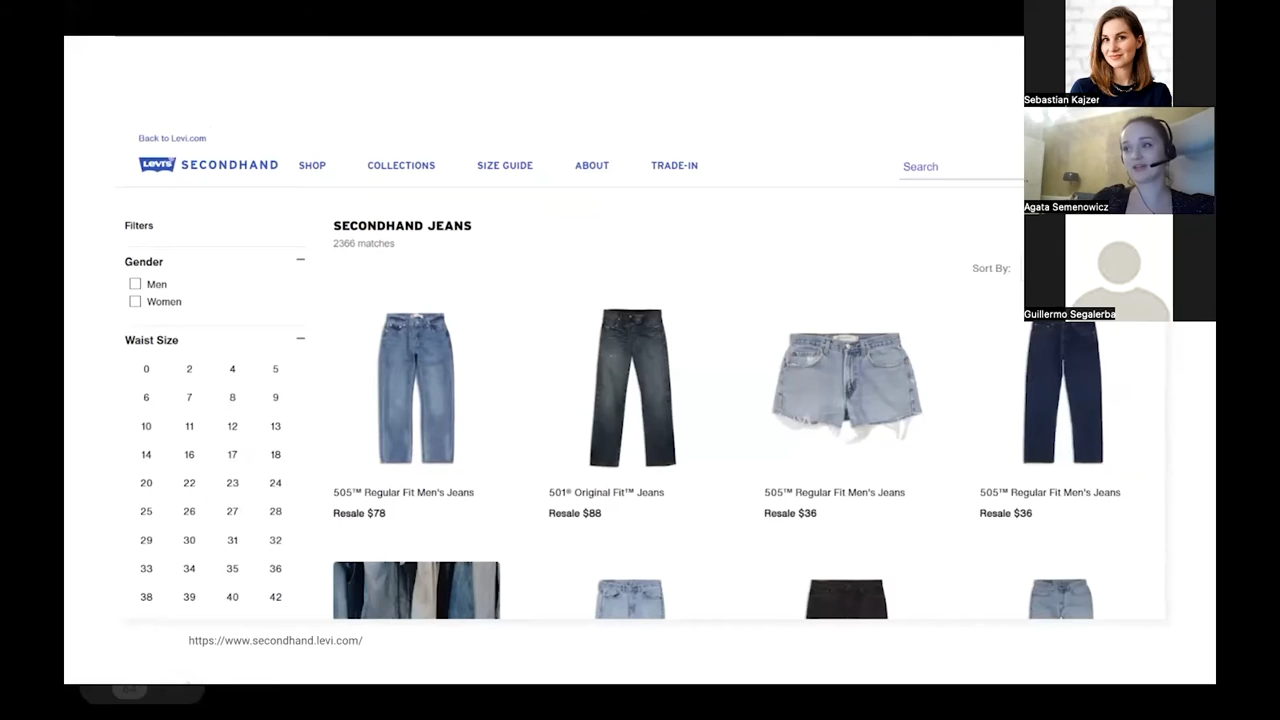 Sebastian Kajzer
Agata Semenowicz
Guillermo Segalerba
Back to Levi.com
Levi's SECONDHAND SHOP COLLECTIONS SIZE GUIDE ABOUT TRADE-IN Search
Filters
Gender
Men
Women
Waist Size
0 2 4 5
6 7 8 9
10 11 12 13
14 16 17 18
20 22 23 24
25 26 27 28
29 30 31 32
33 34 35 36
38 39 40 42
SECONDHAND JEANS
2366 matches
Sort By:
505™ Regular Fit Men's Jeans
Resale $78
501® Original Fit™ Jeans
Resale $88
505™ Regular Fit Men's Jeans
Resale $36
505™ Regular Fit Men's Jeans
Resale $36
https://www.secondhand.levi.com/
64